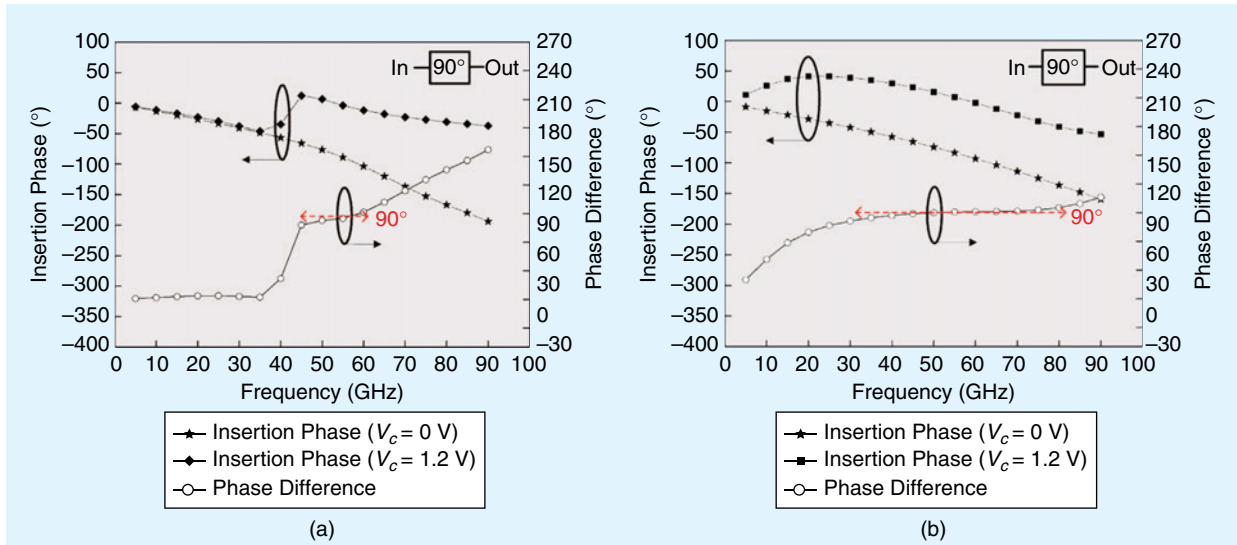 100
50
0
–50
–100
–150
–200
–250
–300
–350
–400
Insertion Phase (°)
270
240
210
180
150
120
90
60
30
0
–30
Phase Difference (°)
In 90° Out
90°
0 10 20 30 40 50 60 70 80 90 100
Frequency (GHz)
Insertion Phase (Vc = 0 V)
Insertion Phase (Vc = 1.2 V)
Phase Difference
(a)
100
50
0
–50
–100
–150
–200
–250
–300
–350
–400
Insertion Phase (°)
270
240
210
180
150
120
90
60
30
0
–30
Phase Difference (°)
In 90° Out
90°
0 10 20 30 40 50 60 70 80 90 100
Frequency (GHz)
Insertion Phase (Vc = 0 V)
Insertion Phase (Vc = 1.2 V)
Phase Difference
(b)